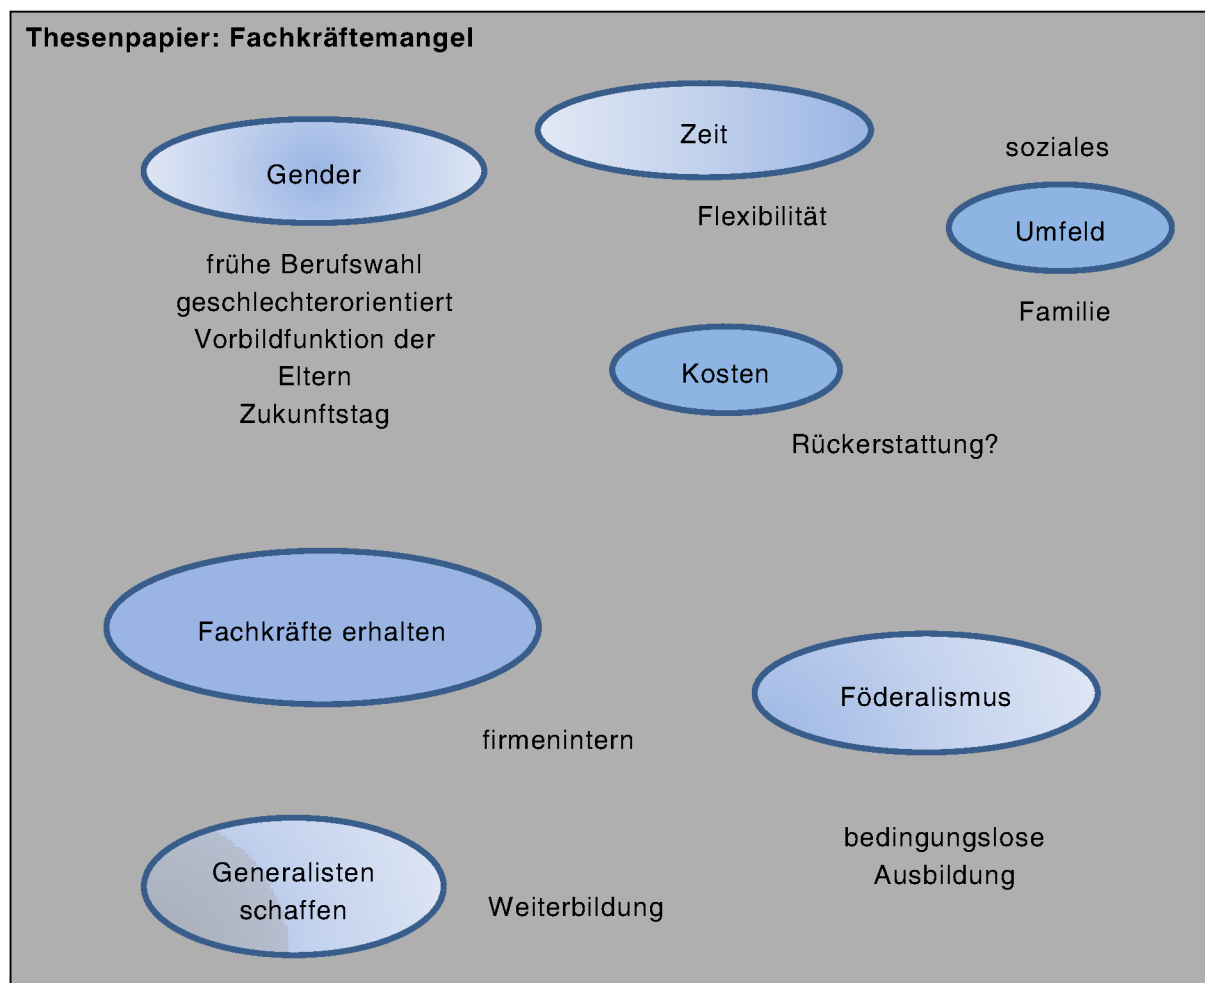 Thesenpapier: Fachkräftemangel
Gender
frühe Berufswahl
geschlechterorientiert
Vorbildfunktion der
Eltern
Zukunftstag
Zeit
Flexibilität
soziales
Umfeld
Familie
Kosten
Rückerstattung?
Fachkräfte erhalten
firmenintern
Föderalismus
bedingungslose
Ausbildung
Generalisten
schaffen
Weiterbildung